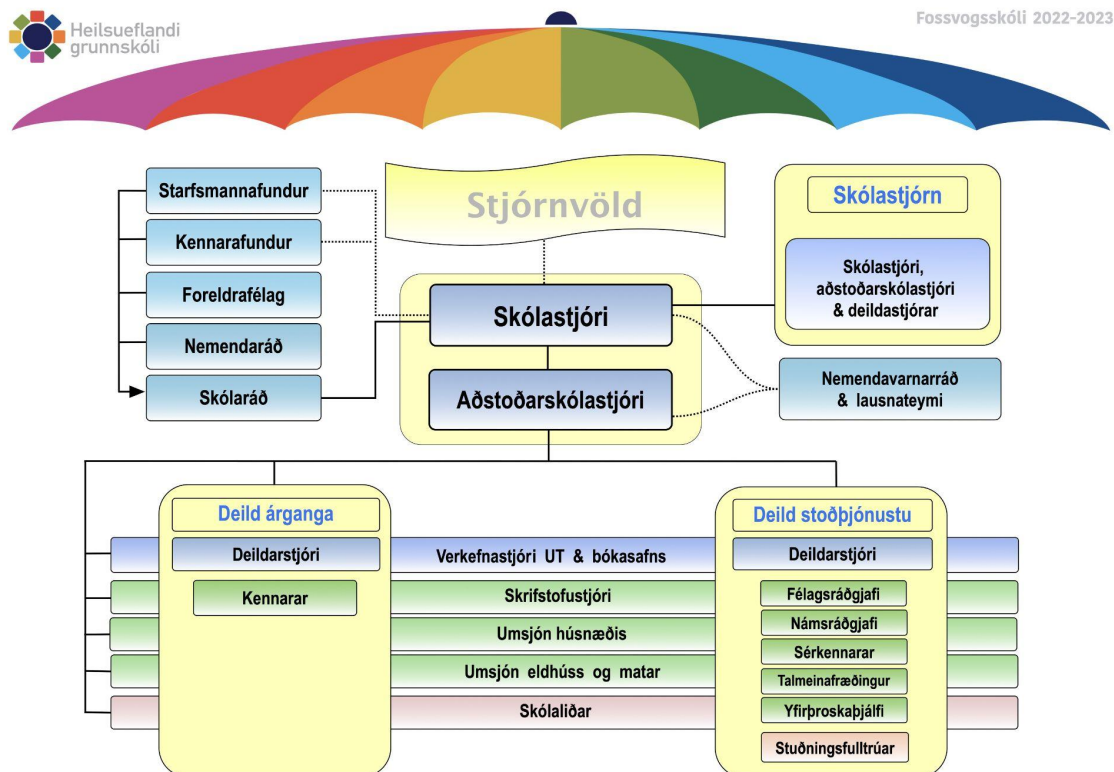 Heilsueflandi
grunnskóli
Fossvogsskóli 2022-2023
Starfsmannafundur
Kennarafundur
Foreldrafélag
Nemendaráð
Skólaráð
Stjórnvöld
Skólastjóri
Aðstoðarskólastjóri
Skólastjórn
Skólastjóri,
aðstoðarskólastjóri
& deildastjórar
Nemendavarnarráð
& lausnateymi
Deild árganga
Deildarstjóri
Kennarar
Verkefnastjóri UT & bókasafns
Skrifstofustjóri
Umsjón húsnæðis
Umsjón eldhúss og matar
Skólaliðar
Deild stoðþjónustu
Deildarstjóri
Félagsráðgjafi
Námsráðgjafi
Sérkennarar
Talmeinafræðingur
Yfirþroskaþjálfi
Stuðningsfulltrúar